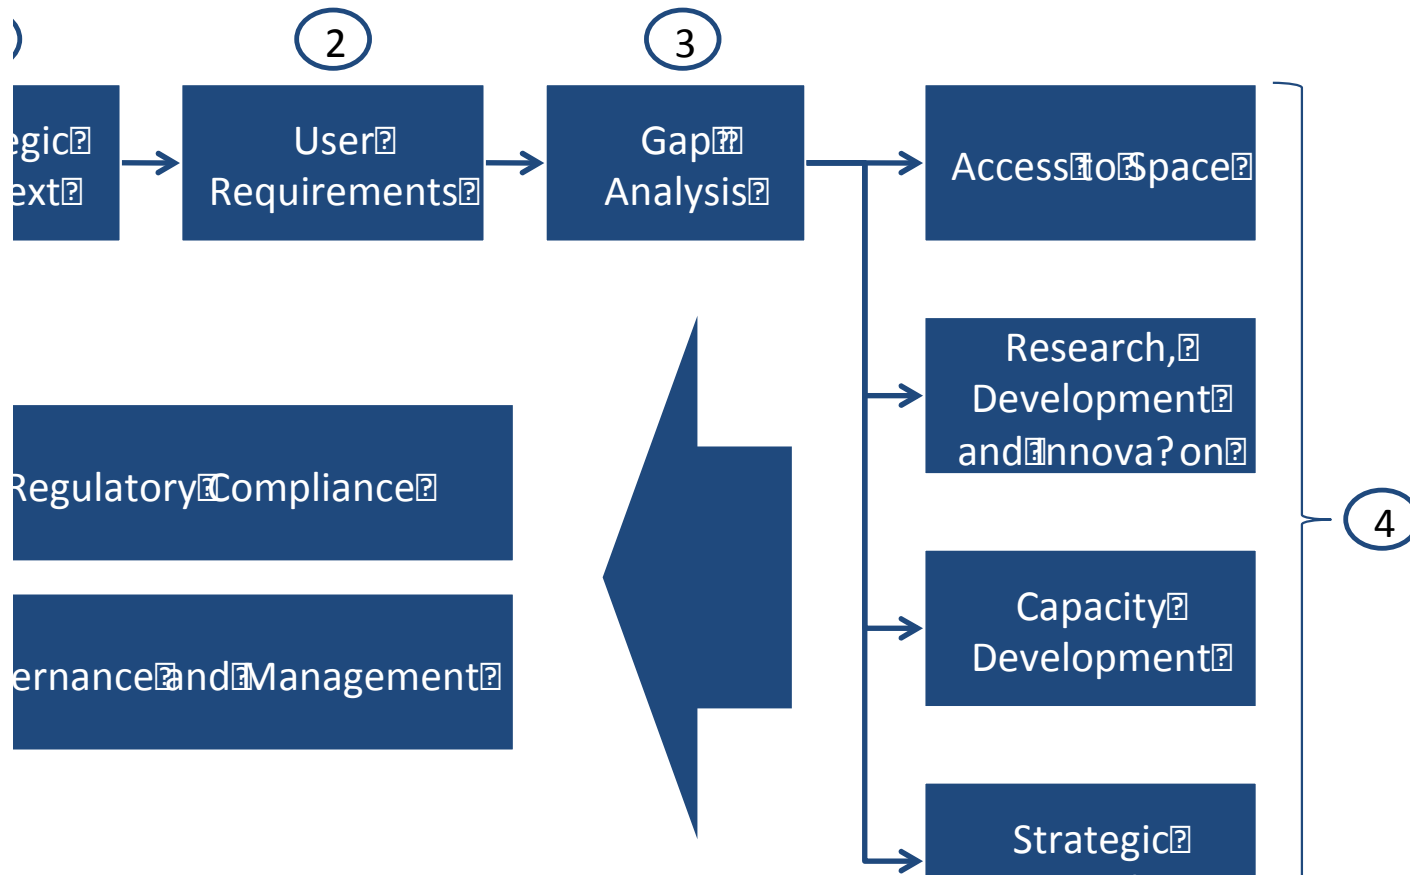 2
3
egic
ext
User
Requirements
Gap
Analysis
Access to Space
Research,
Development
and Innova?on
4
Regulatory Compliance
Capacity
Development
ernance and Management
Strategic